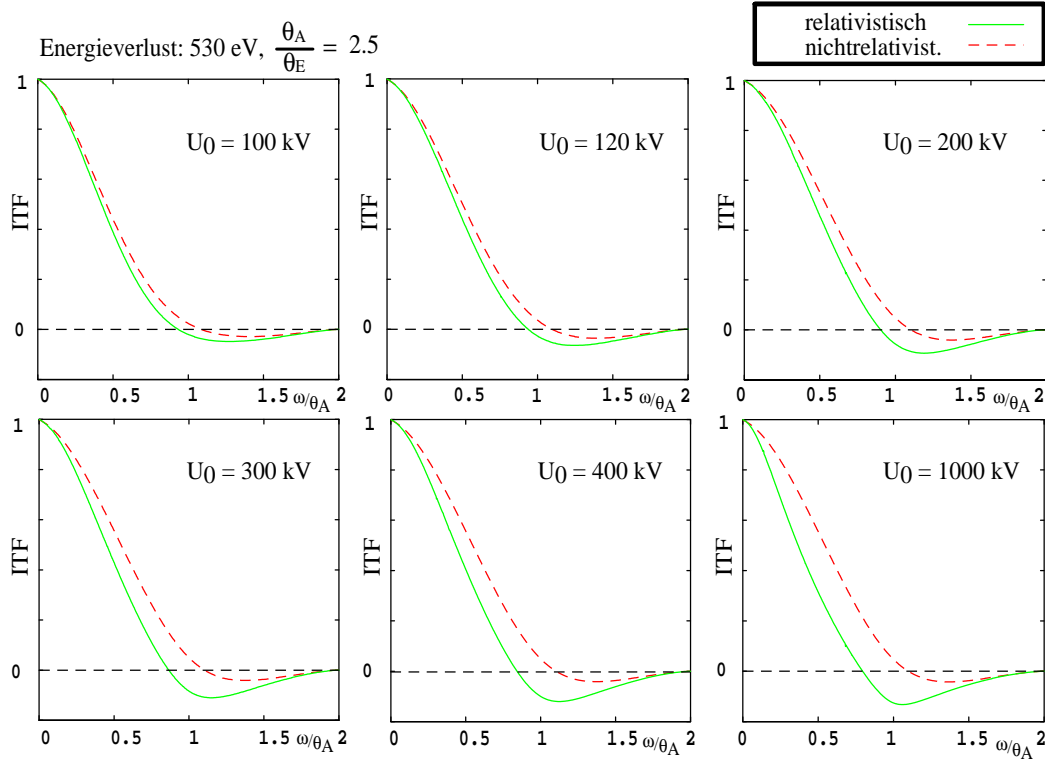 Energieverlust: 530 eV, θA/θE = 2.5
relativistisch
nichtrelativist.
1
ITF
0
U0 = 100 kV
0 0.5 1 1.5 ω/θA 2
1
ITF
0
U0 = 120 kV
0 0.5 1 1.5 ω/θA 2
1
ITF
0
U0 = 200 kV
0 0.5 1 1.5 ω/θA 2
1
ITF
0
U0 = 300 kV
0 0.5 1 1.5 ω/θA 2
1
ITF
0
U0 = 400 kV
0 0.5 1 1.5 ω/θA 2
1
ITF
0
U0 = 1000 kV
0 0.5 1 1.5 ω/θA 2